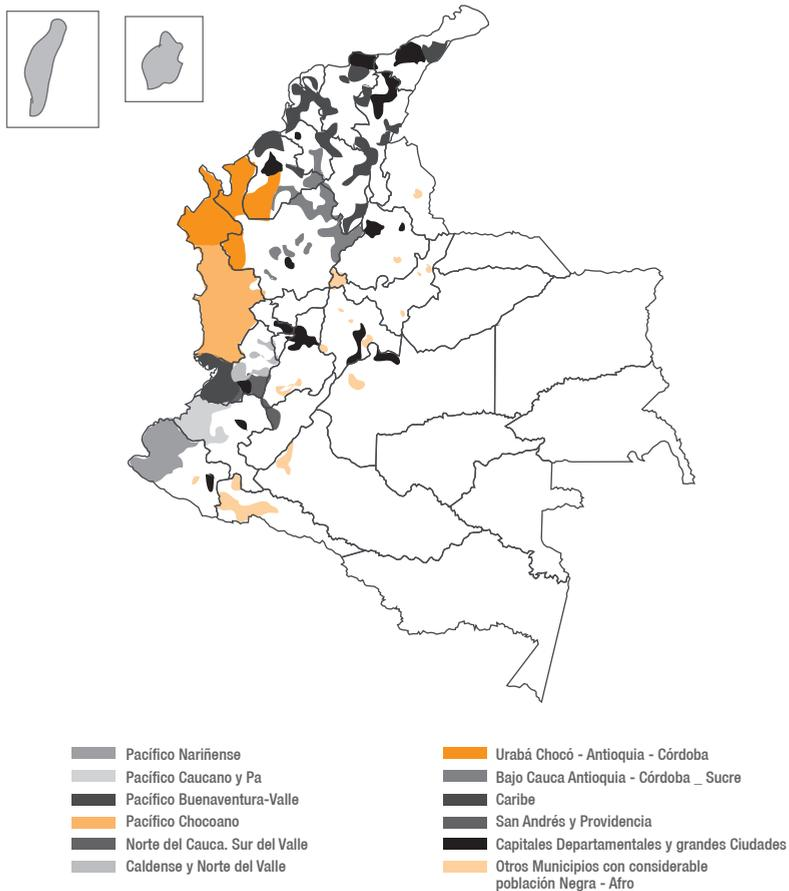 Pacífico Nariñense
Pacífico Caucano y Pa
Pacífico Buenaventura-Valle
Pacífico Chocoano
Norte del Cauca. Sur del Valle
Caldense y Norte del Valle
Urabá Chocó - Antioquia - Córdoba
Bajo Cauca Antioquia - Córdoba _ Sucre
Caribe
San Andrés y Providencia
Capitales Departamentales y grandes Ciudades
Otros Municipios con considerable
población Negra - Afro